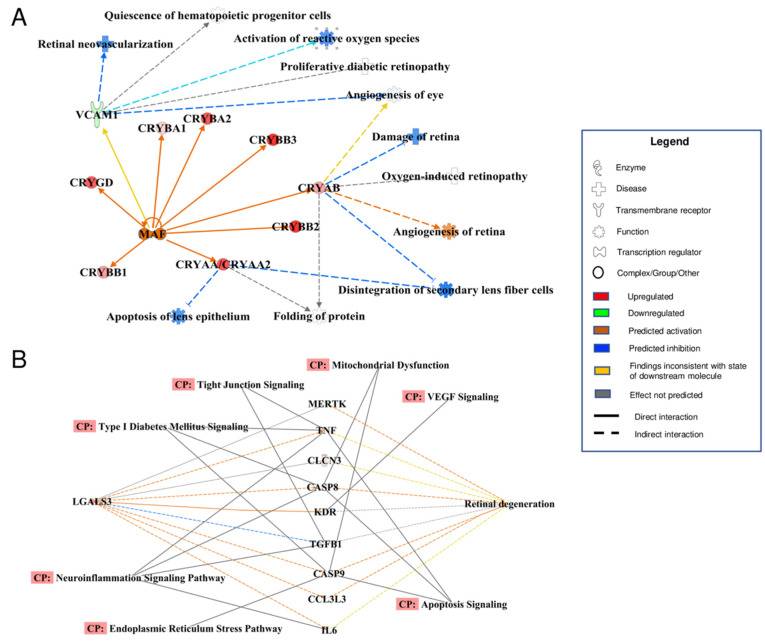 A
Quiescence of hematopoietic progenitor cells
Retinal neovascularization
Activation of reactive oxygen species
Proliferative diabetic retinopathy
Angiogenesis of eye
VCAM1
CRYBA1
CRYBA2
CRYBB3
Damage of retina
CRYGD
CRYAB
Oxygen-induced retinopathy
MAF
CRYBB2
Angiogenesis of retina
CRYBB1
CRYAA/CRYAA2
Disintegration of secondary lens fiber cells
Apoptosis of lens epithelium
Folding of protein
Legend
Enzyme
Disease
Transmembrane receptor
Function
Transcription regulator
Complex/Group/Other
Upregulated
Downregulated
Predicted activation
Predicted inhibition
Findings inconsistent with state
of downstream molecule
Effect not predicted
Direct interaction
Indirect interaction
B
CP: Mitochondrial Dysfunction
CP: Tight Junction Signaling
CP: VEGF Signaling
MERTK
CP: Type I Diabetes Mellitus Signaling
TNF
CLCN3
CASP8
LGALS3
Retinal degeneration
KDR
TGFB1
CASP9
CP: Neuroinflammation Signaling Pathway
CCL3L3
CP: Apoptosis Signaling
CP: Endoplasmic Reticulum Stress Pathway
IL6